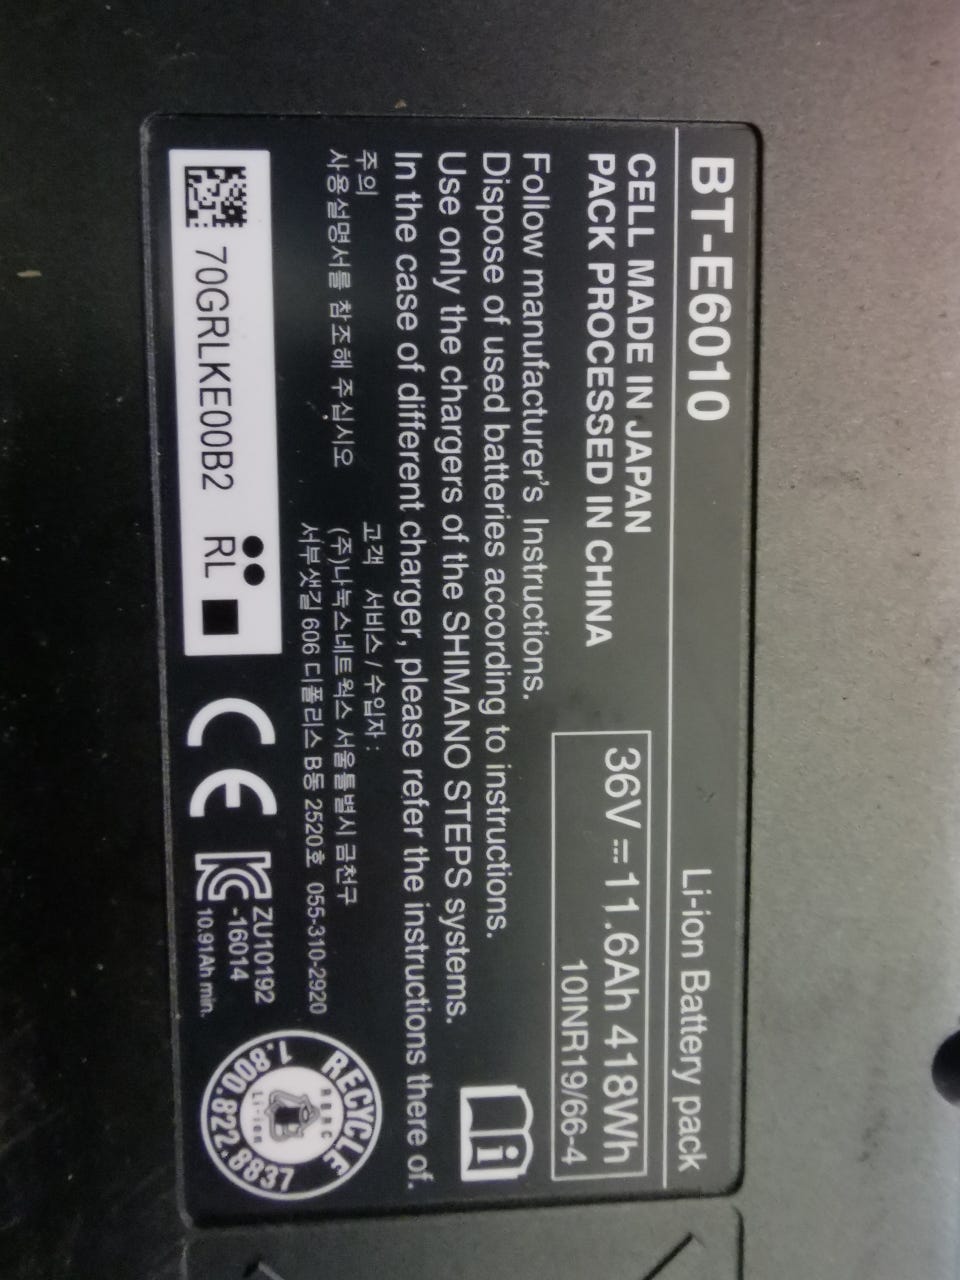 BT-E6010
Li-ion Battery pack
CELL MADE IN JAPAN
PACK PROCESSED IN CHINA
36V ⎓ 11.6Ah 418Wh
10INR19/66-4
Follow manufacturer's Instructions.
Dispose of used batteries according to instructions.
Use only the chargers of the SHIMANO STEPS systems.
In the case of different charger, please refer the instructions there of.
주의
사용설명서를 참조해 주십시오
고객 서비스 / 수입자 :
(주)나눅스네트웍스 서울특별시 금천구
서부샛길 606 디폴리스 B동 2520호 055-310-2920
70GRLKE00B2 RL
CE
ZU10192
-16014
10.91Ah min.
RECYCLE
RBRC
Li-ion
1.800.822.8837